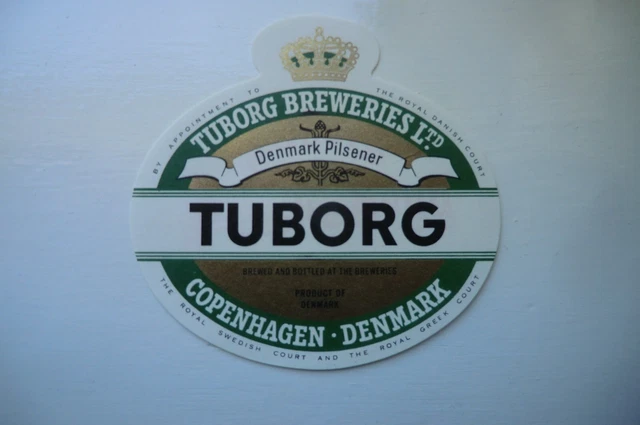 BY APPOINTMENT TO THE ROYAL DANISH COURT
TUBORG BREWERIES LTD
Denmark Pilsener
TUBORG
BREWED AND BOTTLED AT THE BREWERIES
PRODUCT OF
DENMARK
COPENHAGEN · DENMARK
THE ROYAL SWEDISH COURT AND THE ROYAL GREEK COURT